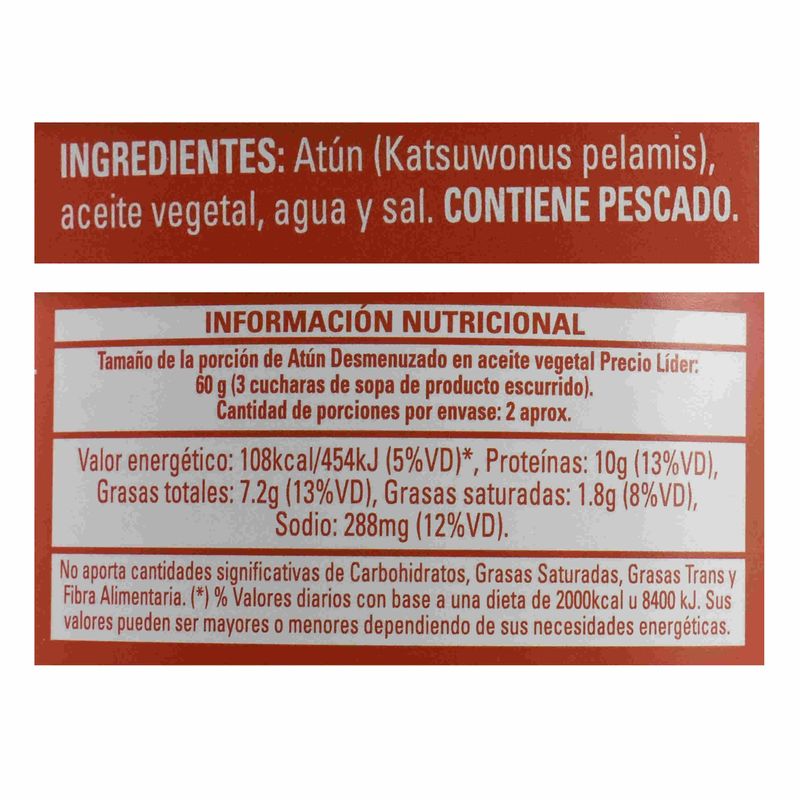 INGREDIENTES: Atún (Katsuwonus pelamis),
aceite vegetal, agua y sal. CONTIENE PESCADO.
INFORMACIÓN NUTRICIONAL
Tamaño de la porción de Atún Desmenuzado en aceite vegetal Precio Líder:
60 g (3 cucharas de sopa de producto escurrido).
Cantidad de porciones por envase: 2 aprox.
Valor energético: 108kcal/454kJ (5%VD)*, Proteínas: 10g (13%VD),
Grasas totales: 7.2g (13%VD), Grasas saturadas: 1.8g (8%VD),
Sodio: 288mg (12%VD).
No aporta cantidades significativas de Carbohidratos, Grasas Saturadas, Grasas Trans y
Fibra Alimentaria. (*) % Valores diarios con base a una dieta de 2000kcal u 8400 kJ. Sus
valores pueden ser mayores o menores dependiendo de sus necesidades energéticas.